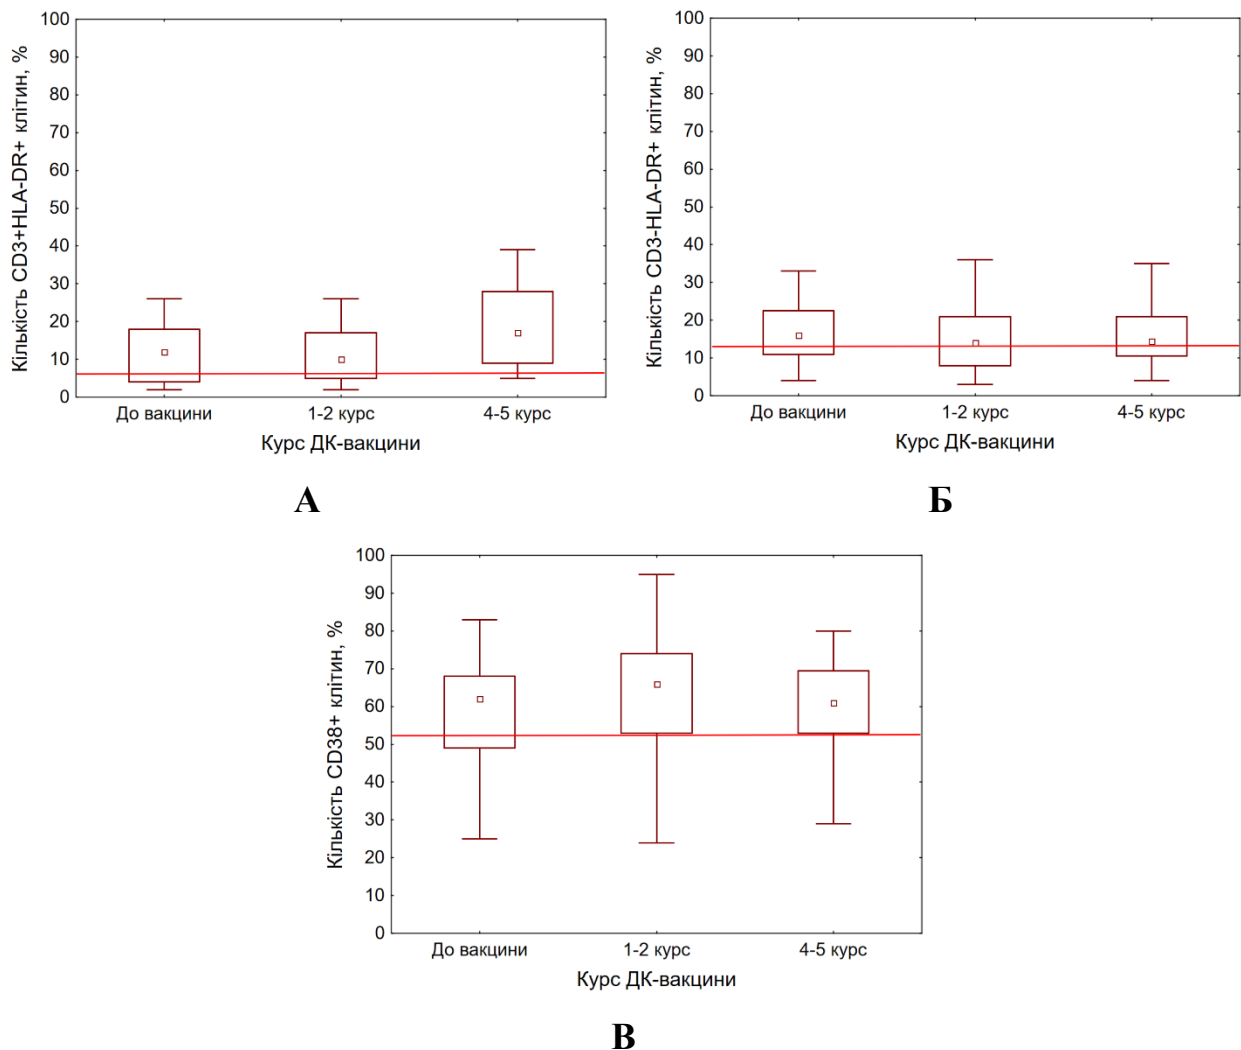 Кількість CD3+HLA-DR+ клітин, %
100
90
80
70
60
50
40
30
20
10
0
До вакцини 1-2 курс 4-5 курс
Курс ДК-вакцини
А
Кількість CD3-HLA-DR+ клітин, %
100
90
80
70
60
50
40
30
20
10
0
До вакцини 1-2 курс 4-5 курс
Курс ДК-вакцини
Б
Кількість CD38+ клітин, %
100
90
80
70
60
50
40
30
20
10
0
До вакцини 1-2 курс 4-5 курс
Курс ДК-вакцини
В